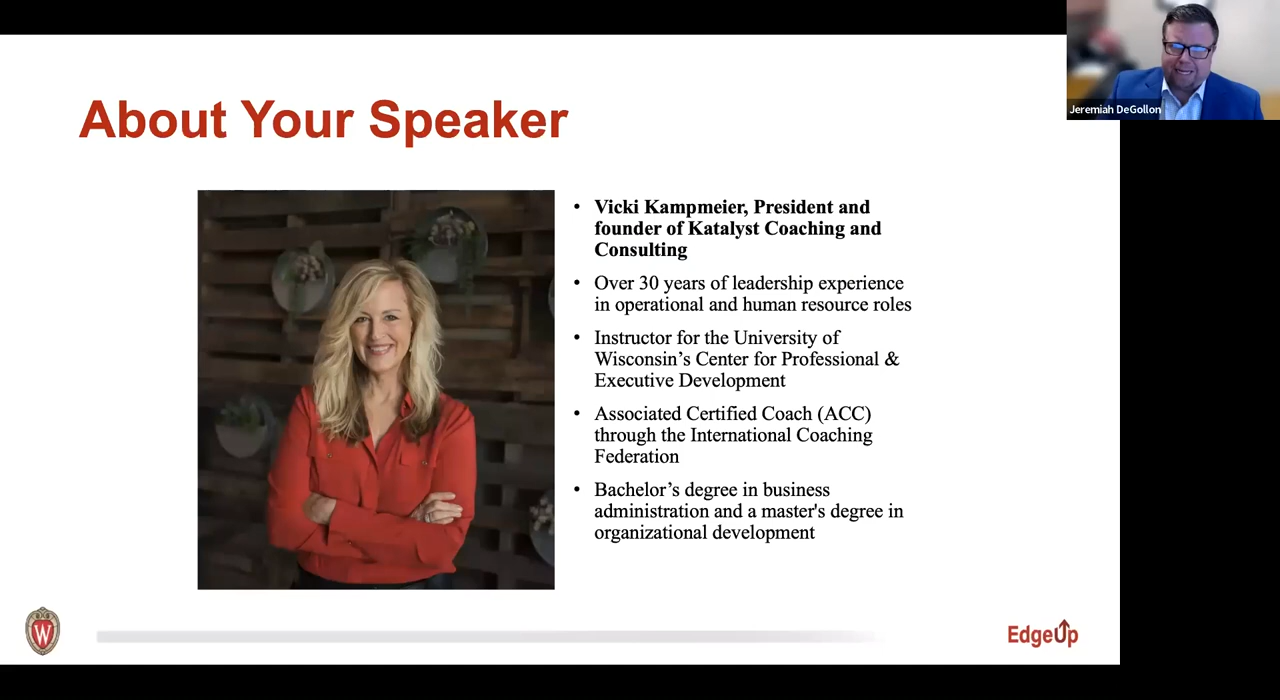 Jeremiah DeGollon
About Your Speaker
• Vicki Kampmeier, President and
founder of Katalyst Coaching and
Consulting
• Over 30 years of leadership experience
in operational and human resource roles
• Instructor for the University of
Wisconsin’s Center for Professional &
Executive Development
• Associated Certified Coach (ACC)
through the International Coaching
Federation
• Bachelor’s degree in business
administration and a master's degree in
organizational development
W
EdgeUp